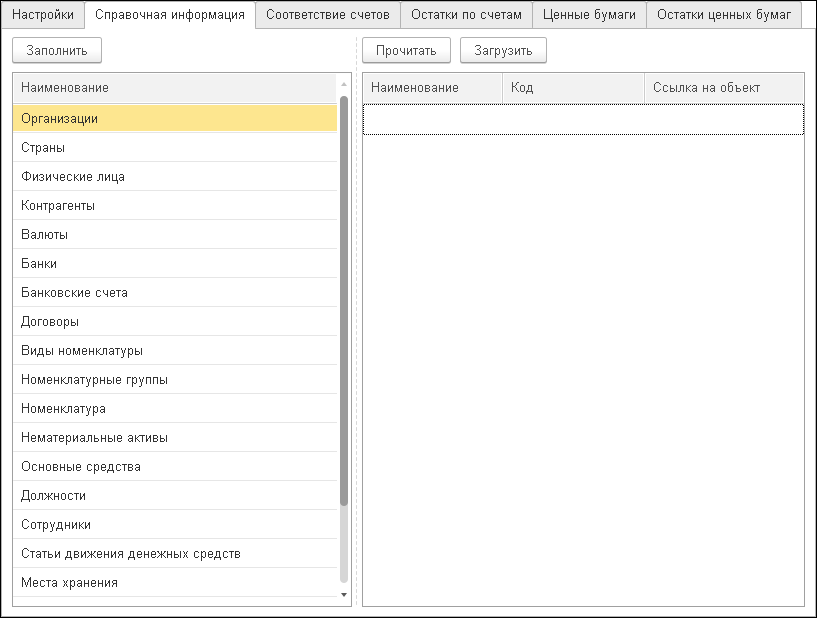 Настройки Справочная информация Соответствие счетов Остатки по счетам Ценные бумаги Остатки ценных бумаг
Заполнить Прочитать Загрузить
Наименование Наименование Код Ссылка на объект
Организации
Страны
Физические лица
Контрагенты
Валюты
Банки
Банковские счета
Договоры
Виды номенклатуры
Номенклатурные группы
Номенклатура
Нематериальные активы
Основные средства
Должности
Сотрудники
Статьи движения денежных средств
Места хранения